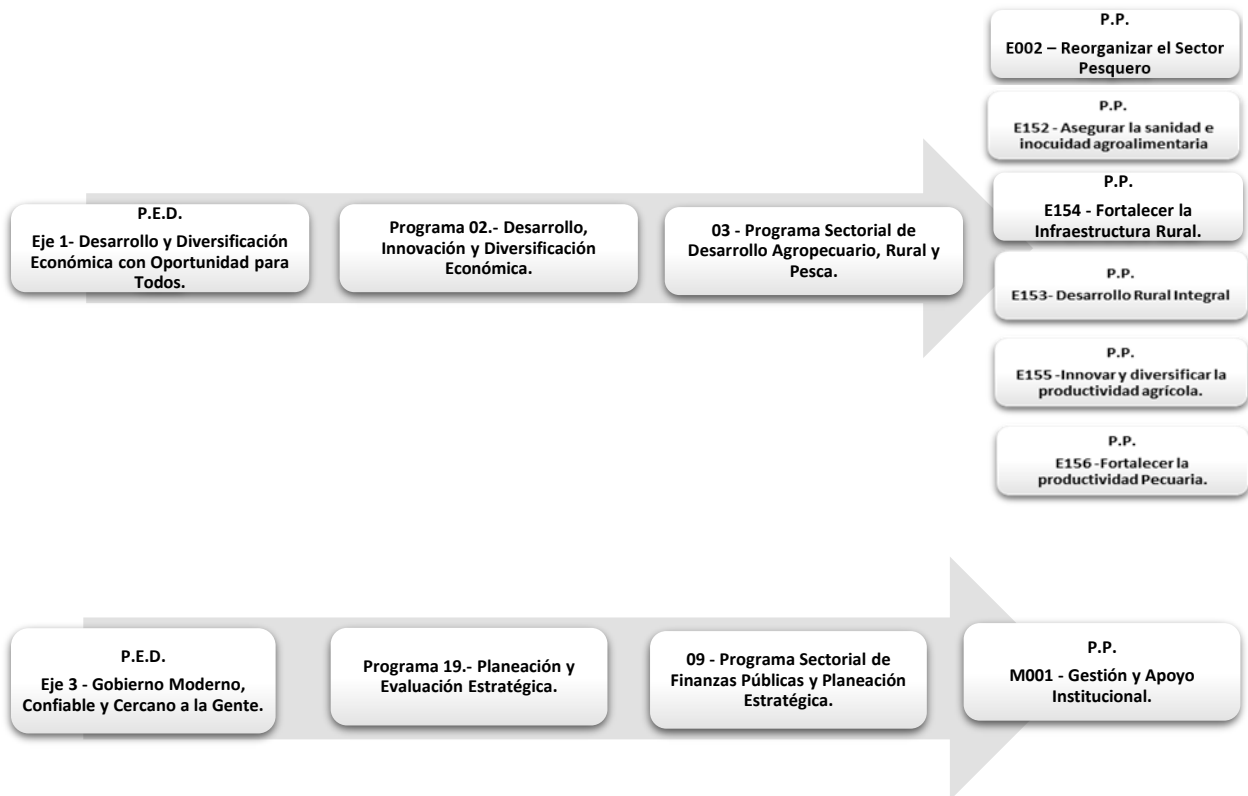 P.P.
E002 – Reorganizar el Sector
Pesquero
P.P.
E152 - Asegurar la sanidad e
inocuidad agroalimentaria
P.E.D.
Eje 1- Desarrollo y Diversificación
Económica con Oportunidad para
Todos.
Programa 02.- Desarrollo,
Innovación y Diversificación
Económica.
03 - Programa Sectorial de
Desarrollo Agropecuario, Rural y
Pesca.
P.P.
E154 - Fortalecer la
Infraestructura Rural.
P.P.
E153- Desarrollo Rural Integral
P.P.
E155 -Innovar y diversificar la
productividad agrícola.
P.P.
E156 -Fortalecer la
productividad Pecuaria.
P.E.D.
Eje 3 - Gobierno Moderno,
Confiable y Cercano a la Gente.
Programa 19.- Planeación y
Evaluación Estratégica.
09 - Programa Sectorial de
Finanzas Públicas y Planeación
Estratégica.
P.P.
M001 - Gestión y Apoyo
Institucional.